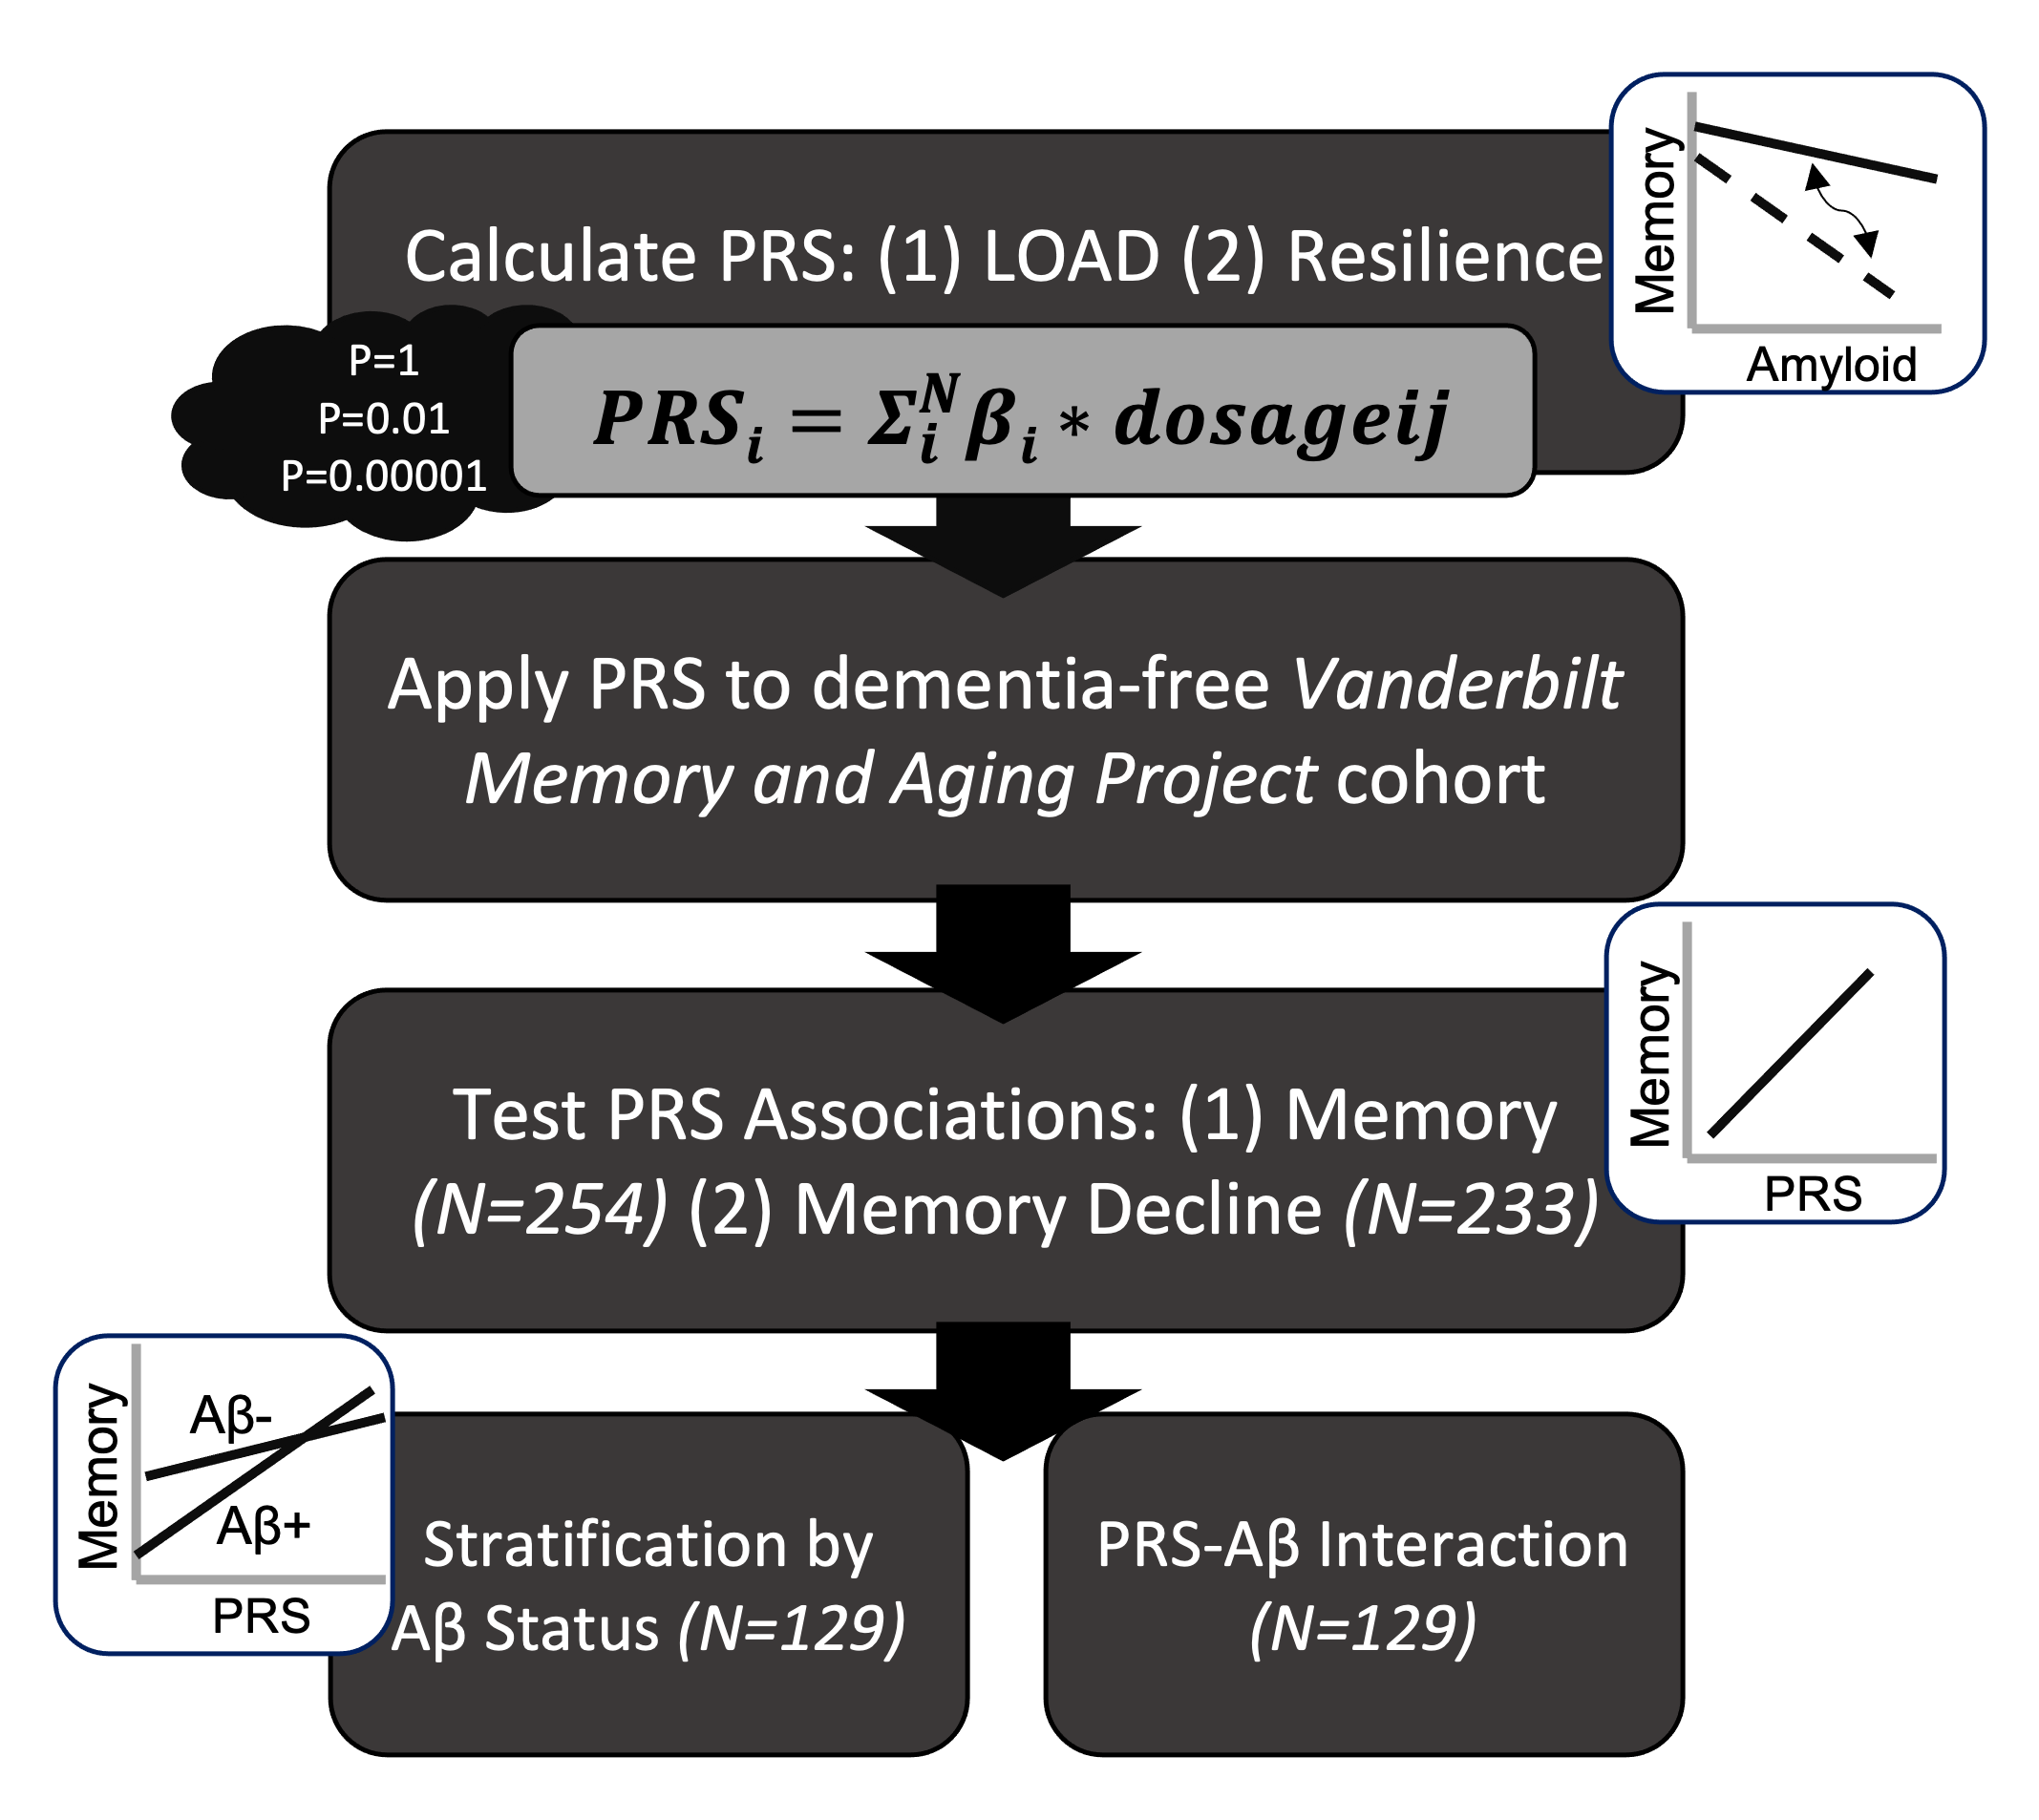 Calculate PRS: (1) LOAD (2) Resilience
Memory
Amyloid
P=1
P=0.01
P=0.00001
PRS_i = Σ_i^N β_i * dosageij
Apply PRS to dementia-free Vanderbilt
Memory and Aging Project cohort
Test PRS Associations: (1) Memory
(N=254) (2) Memory Decline (N=233)
Memory
PRS
Memory
Aβ-
Aβ+
PRS
Stratification by
Aβ Status (N=129)
PRS-Aβ Interaction
(N=129)